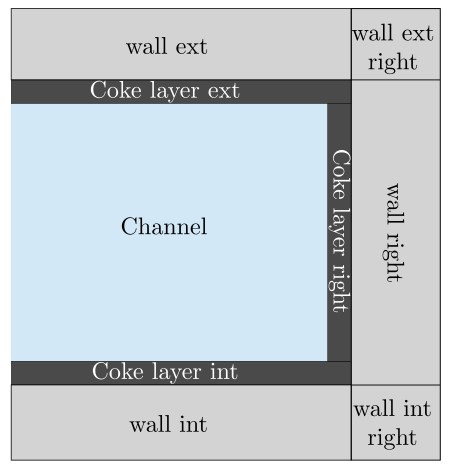 wall ext
wall ext
right
Coke layer ext
Channel
Coke layer right
wall right
Coke layer int
wall int
wall int
right